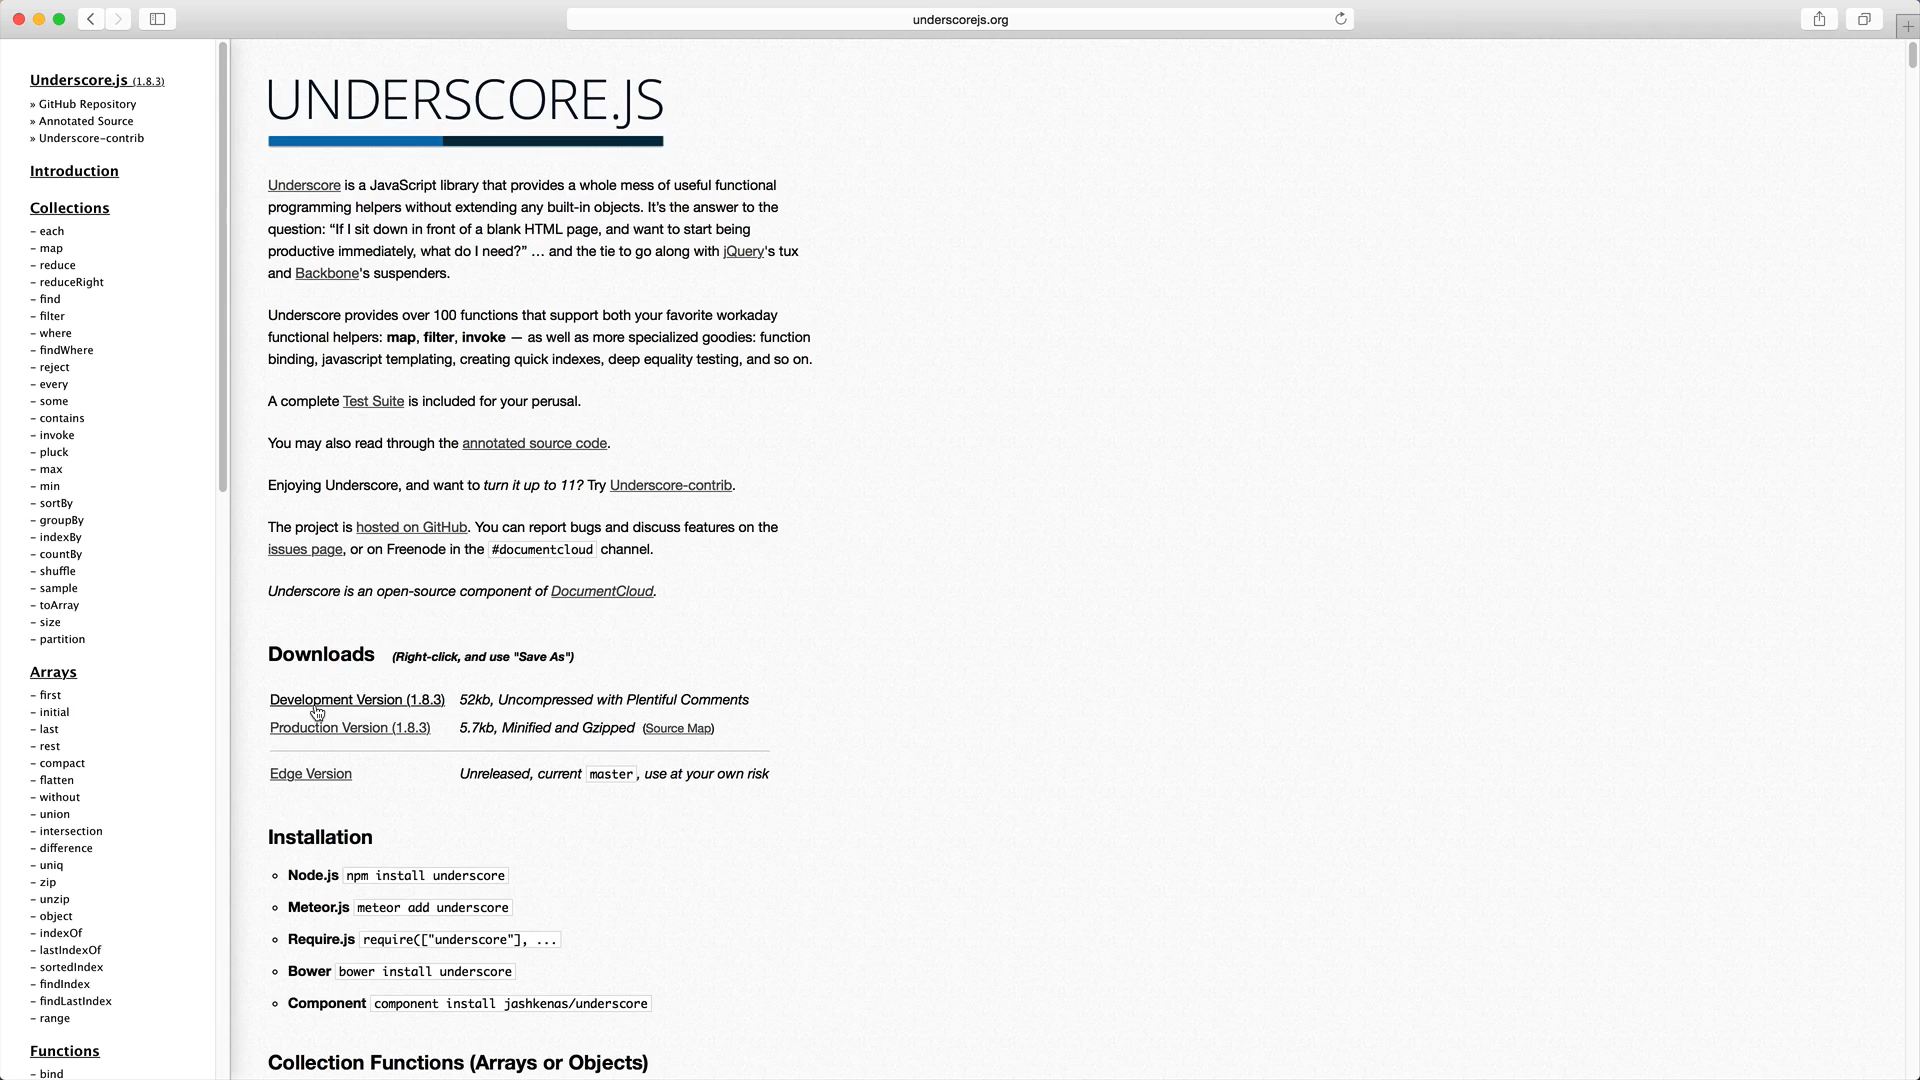 underscorejs.org
Underscore.js (1.8.3)
» GitHub Repository
» Annotated Source
» Underscore-contrib
Introduction
Collections
- each
- map
- reduce
- reduceRight
- find
- filter
- where
- findWhere
- reject
- every
- some
- contains
- invoke
- pluck
- max
- min
- sortBy
- groupBy
- indexBy
- countBy
- shuffle
- sample
- toArray
- size
- partition
Arrays
- first
- initial
- last
- rest
- compact
- flatten
- without
- union
- intersection
- difference
- uniq
- zip
- unzip
- object
- indexOf
- lastIndexOf
- sortedIndex
- findIndex
- findLastIndex
- range
Functions
- bind
UNDERSCORE.JS
Underscore is a JavaScript library that provides a whole mess of useful functional
programming helpers without extending any built-in objects. It’s the answer to the
question: “If I sit down in front of a blank HTML page, and want to start being
productive immediately, what do I need?” … and the tie to go along with jQuery's tux
and Backbone's suspenders.
Underscore provides over 100 functions that support both your favorite workaday
functional helpers: map, filter, invoke — as well as more specialized goodies: function
binding, javascript templating, creating quick indexes, deep equality testing, and so on.
A complete Test Suite is included for your perusal.
You may also read through the annotated source code.
Enjoying Underscore, and want to turn it up to 11? Try Underscore-contrib.
The project is hosted on GitHub. You can report bugs and discuss features on the
issues page, or on Freenode in the #documentcloud channel.
Underscore is an open-source component of DocumentCloud.
Downloads (Right-click, and use "Save As")
Development Version (1.8.3) 52kb, Uncompressed with Plentiful Comments
Production Version (1.8.3) 5.7kb, Minified and Gzipped (Source Map)
Edge Version Unreleased, current master, use at your own risk
Installation
Node.js npm install underscore
Meteor.js meteor add underscore
Require.js require(["underscore"], ...
Bower bower install underscore
Component component install jashkenas/underscore
Collection Functions (Arrays or Objects)